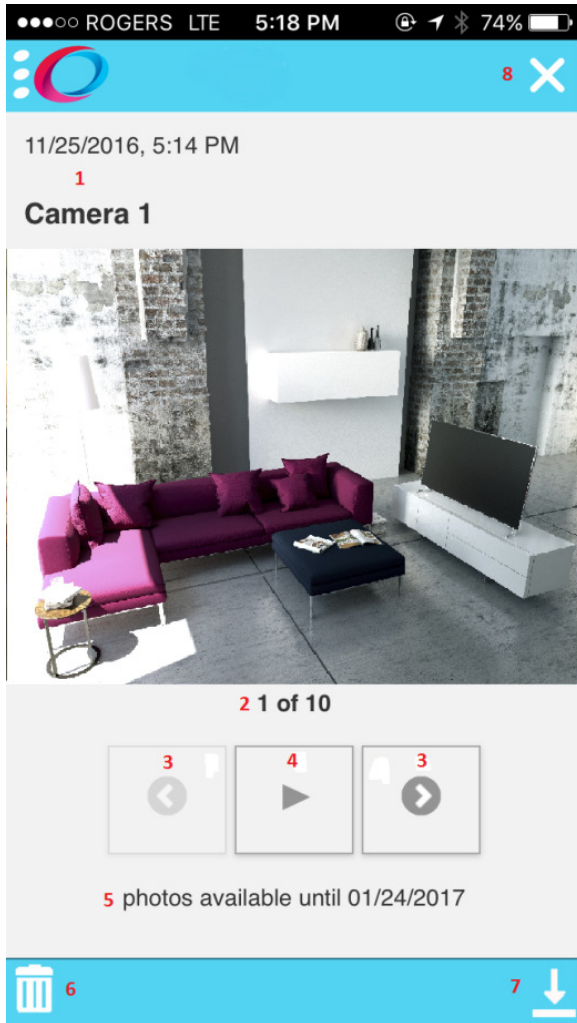 ROGERS LTE 5:18 PM 74%
8
11/25/2016, 5:14 PM
1
Camera 1
2 1 of 10
3 4 3
5 photos available until 01/24/2017
6 7